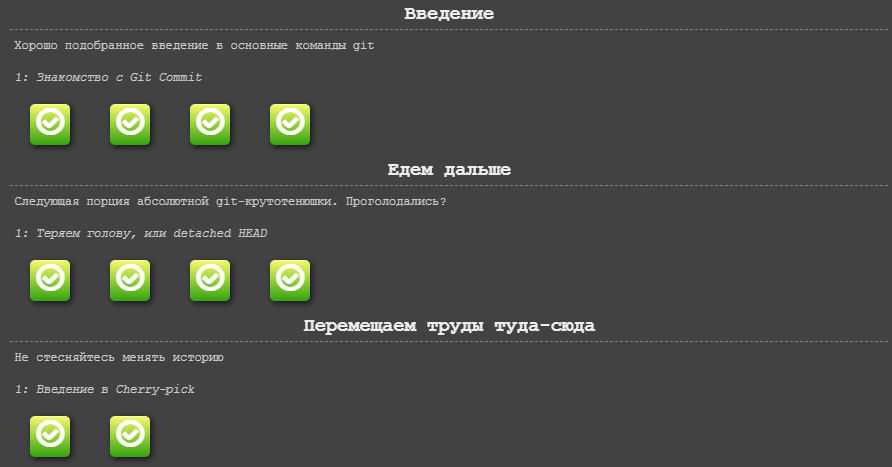 Введение
Хорошо подобранное введение в основные команды git
1: Знакомство с Git Commit
Едем дальше
Следующая порция абсолютной git-крутотенюшки. Проголодались?
1: Теряем голову, или detached HEAD
Перемещаем труды туда-сюда
Не стесняйтесь менять историю
1: Введение в Cherry-pick